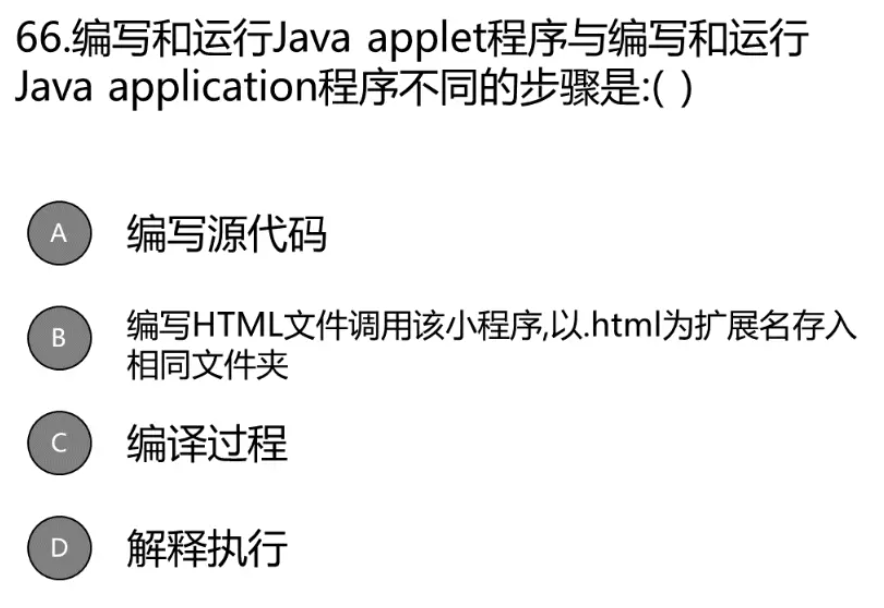 66.编写和运行Java applet程序与编写和运行
Java application程序不同的步骤是:( )
A 编写源代码
B 编写HTML文件调用该小程序,以.html为扩展名存入
相同文件夹
C 编译过程
D 解释执行